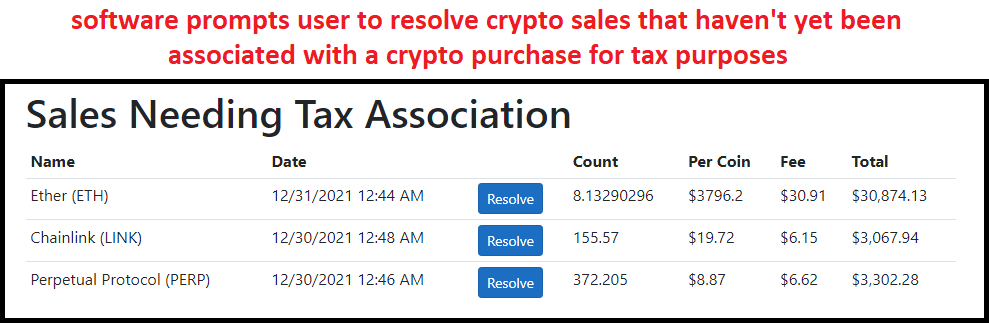 software prompts user to resolve crypto sales that haven't yet been
associated with a crypto purchase for tax purposes
Sales Needing Tax Association
Name Date Count Per Coin Fee Total
Ether (ETH) 12/31/2021 12:44 AM Resolve 8.13290296 $3796.2 $30.91 $30,874.13
Chainlink (LINK) 12/30/2021 12:48 AM Resolve 155.57 $19.72 $6.15 $3,067.94
Perpetual Protocol (PERP) 12/30/2021 12:46 AM Resolve 372.205 $8.87 $6.62 $3,302.28